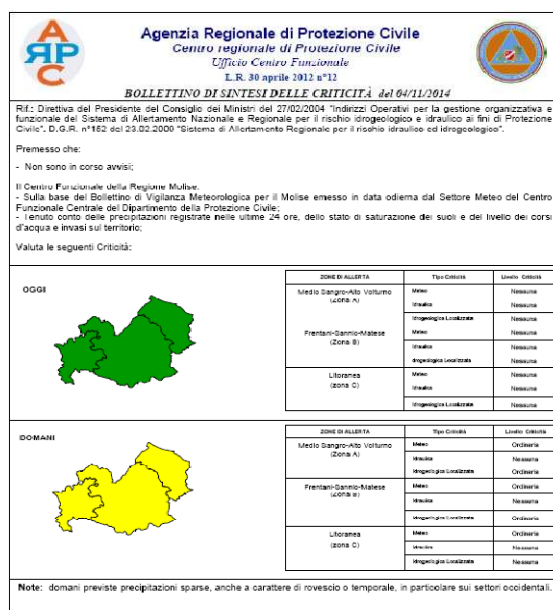 A
R P
C
Agenzia Regionale di Protezione Civile
Centro regionale di Protezione Civile
Ufficio Centro Funzionale
L.R. 30 aprile 2012 n°12
BOLLETTINO DI SINTESI DELLE CRITICITÀ del 04/11/2014
Rif.: Direttiva del Presidente del Consiglio dei Ministri del 27/02/2004 "Indirizzi Operativi per la gestione organizzativa e
funzionale del Sistema di Allertamento Nazionale e Regionale per il rischio idrogeologico e idraulico ai fini di Protezione
Civile". D.G.R. n°152 del 23.02.2000 "Sistema di Allertamento Regionale per il rischio idraulico ed idrogeologico".
Premesso che:
- Non sono in corso avvisi;
Il Centro Funzionale della Regione Molise.
- Sulla base del Bollettino di Vigilanza Meteorologica per il Molise emesso in data odierna dal Settore Meteo del Centro
Funzionale Centrale del Dipartimento della Protezione Civile;
- Tenuto conto delle precipitazioni registrate nelle ultime 24 ore, dello stato di saturazione dei suoli e del livello dei corsi
d'acqua e invasi sul territorio;
Valuta le seguenti Criticità:
OGGI
ZONE DI ALLERTA Tipo Criticità Livello Criticità
Medio Sangro-Alto Volturno Meteo Nessuna
(Zona A) Idraulica Nessuna
Idrogeologica Localizzata Nessuna
Frentani-Sannio-Matese Meteo Nessuna
(Zona B) Idraulica Nessuna
Idrogeologica Localizzata Nessuna
Litoranea Meteo Nessuna
(zona C) Idraulica Nessuna
Idrogeologica Localizzata Nessuna
DOMANI
ZONE DI ALLERTA Tipo Criticità Livello Criticità
Medio Sangro-Alto Volturno Meteo Ordinaria
(Zona A) Idraulica Nessuna
Idrogeologica Localizzata Ordinaria
Frentani-Sannio-Matese Meteo Ordinaria
(Zona B) Idraulica Nessuna
Idrogeologica Localizzata Ordinaria
Litoranea Meteo Ordinaria
(zona C) Idraulica Nessuna
Idrogeologica Localizzata Ordinaria
Note: domani previste precipitazioni sparse, anche a carattere di rovescio o temporale, in particolare sui settori occidentali.